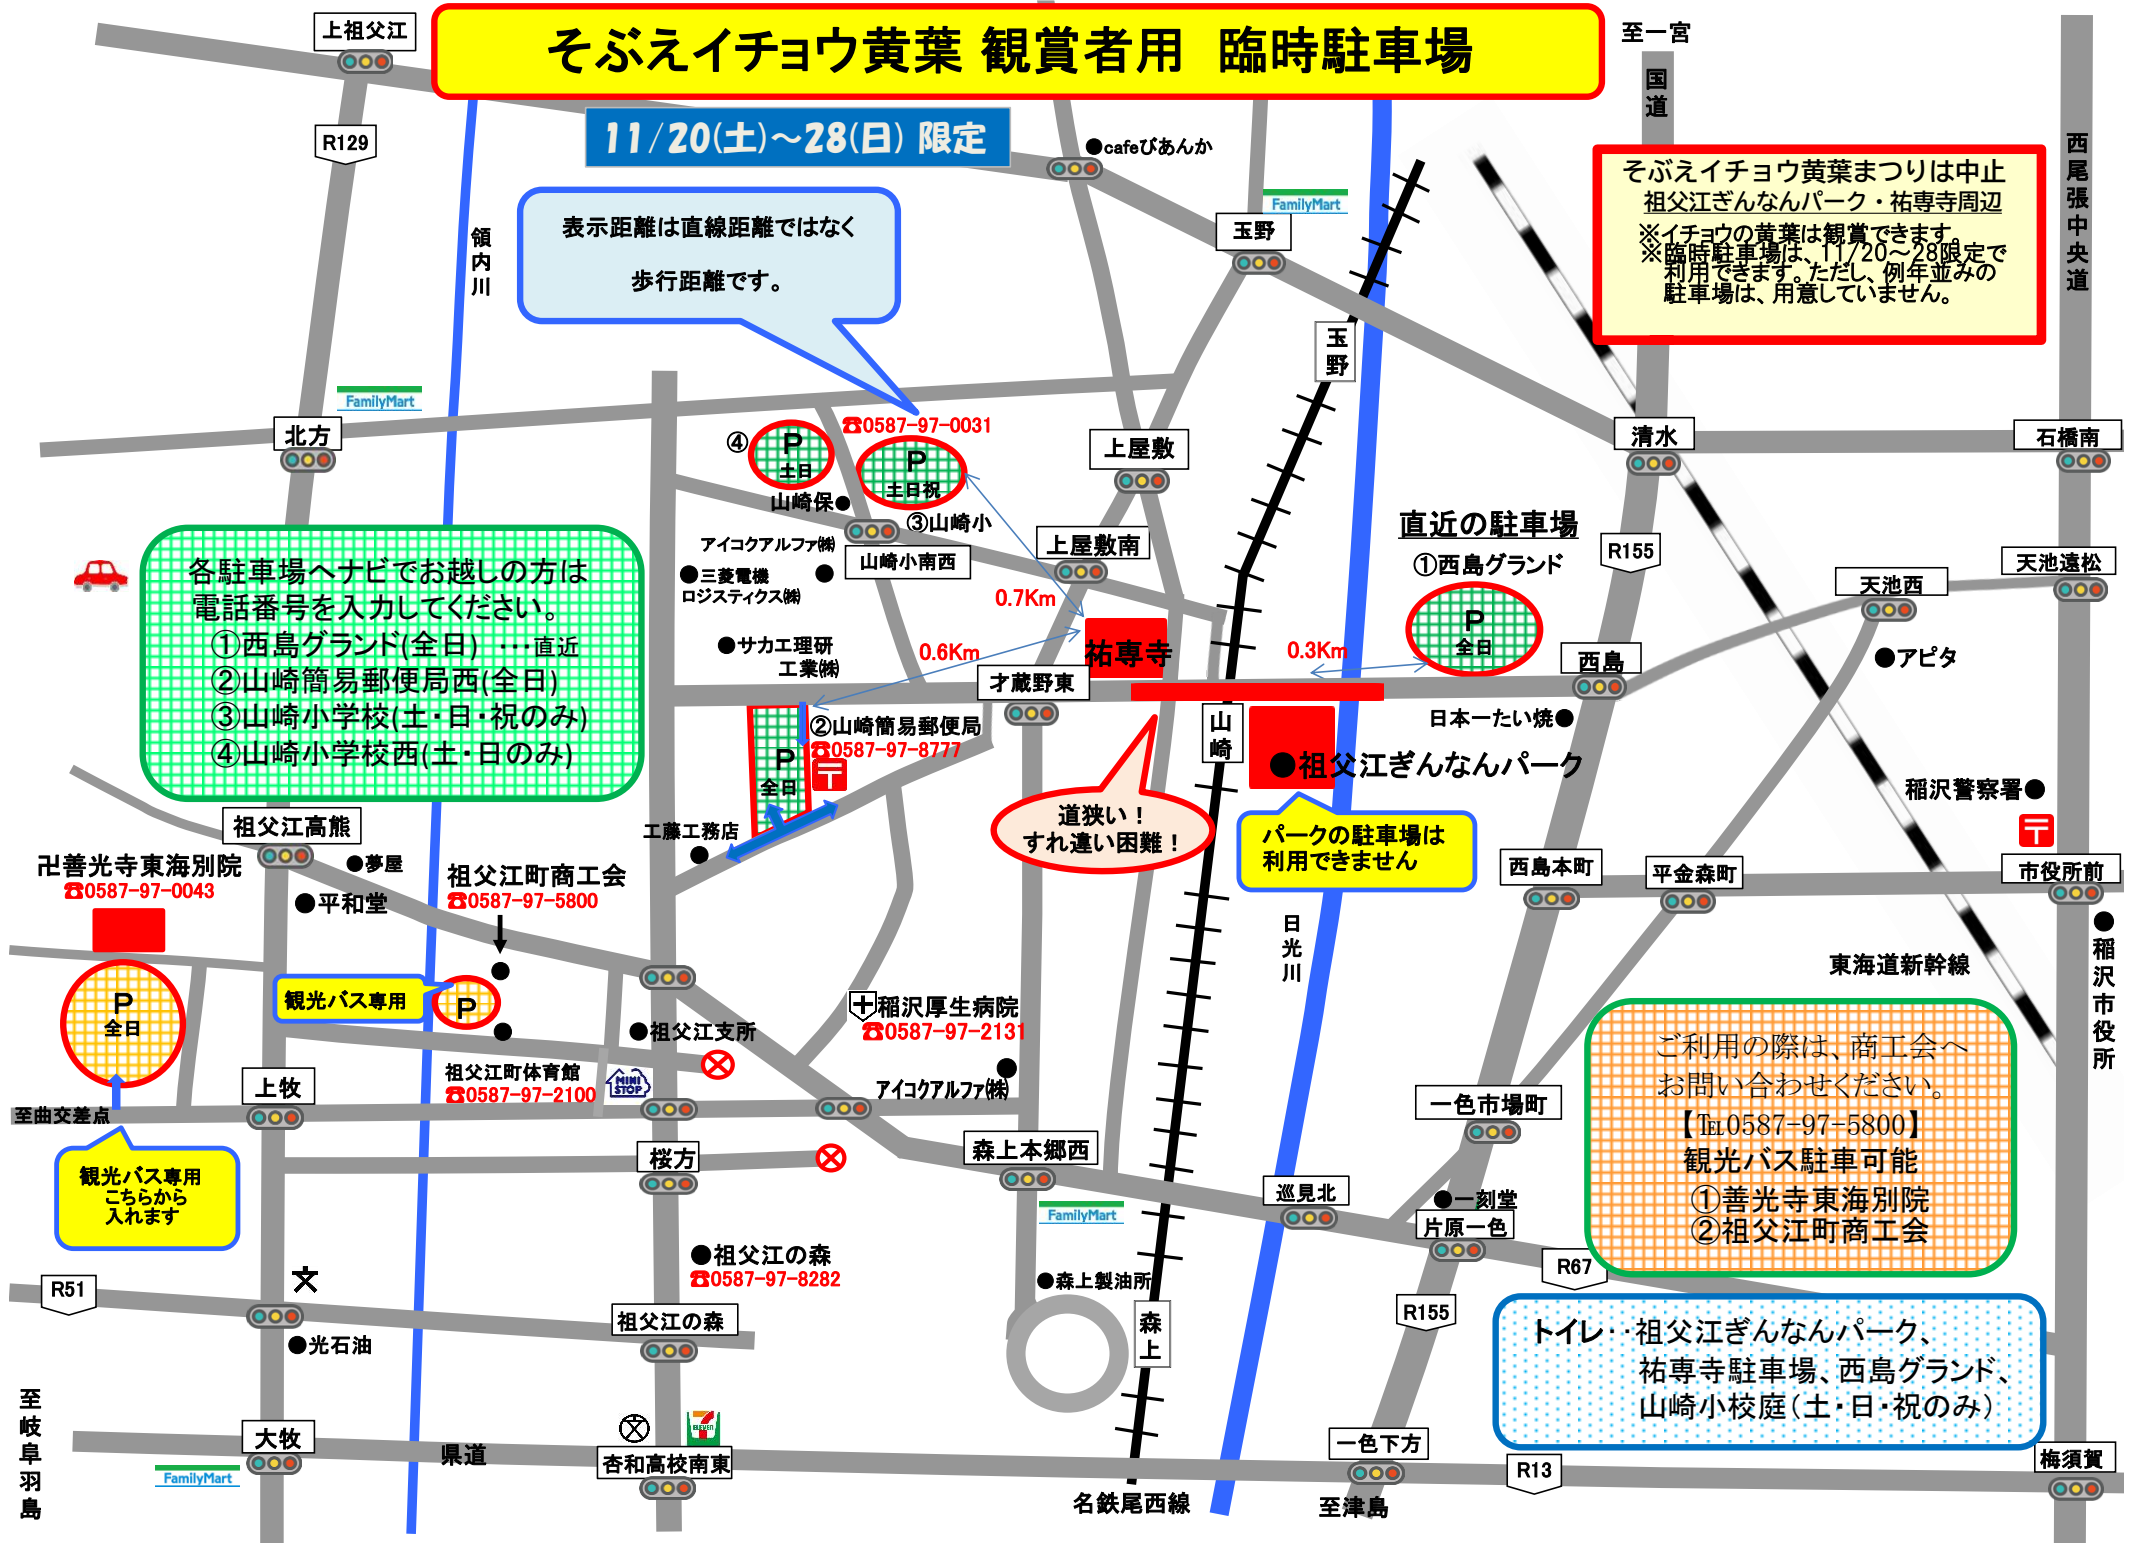 そぶえイチョウ黄葉 観賞者用 臨時駐車場
11/20(土)～28(日) 限定
上祖父江
R129
領内川
cafeぴあんか
FamilyMart
玉野
至一宮
国道
西尾張中央道
そぶえイチョウ黄葉まつりは中止
祖父江ぎんなんパーク・祐専寺周辺
※イチョウの黄葉は観賞できます。
※臨時駐車場は、11/20～28限定で
利用できます。ただし、例年並みの
駐車場は、用意していません。
表示距離は直線距離ではなく
歩行距離です。
玉野
FamilyMart
北方
④
P
土日
☎0587-97-0031
P
土日祝
山崎保
③山崎小
上屋敷
清水
石橋南
アイコクアルファ㈱
三菱電機
ロジスティクス㈱
山崎小南西
上屋敷南
直近の駐車場
①西島グランド
P
全日
R155
天池西
天池遠松
各駐車場へナビでお越しの方は
電話番号を入力してください。
①西島グランド(全日) …直近
②山崎簡易郵便局西(全日)
③山崎小学校(土・日・祝のみ)
④山崎小学校西(土・日のみ)
サカエ理研
工業㈱
0.7Km
0.6Km
0.3Km
祐専寺
才蔵野東
西島
アピタ
②山崎簡易郵便局
☎0587-97-8777
〒
P
全日
山崎
日本一たい焼
祖父江ぎんなんパーク
道狭い！
すれ違い困難！
パークの駐車場は
利用できません
稲沢警察署
〒
祖父江高熊
工藤工務店
夢屋
平和堂
卍善光寺東海別院
☎0587-97-0043
祖父江町商工会
☎0587-97-5800
西島本町
平金森町
市役所前
稲沢市役所
日光川
東海道新幹線
P
全日
観光バス専用
P
祖父江支所
稲沢厚生病院
☎0587-97-2131
アイコクアルファ㈱
祖父江町体育館
☎0587-97-2100
MINI
STOP
上牧
至曲交差点
観光バス専用
こちらから
入れます
桜方
森上本郷西
FamilyMart
巡見北
一色市場町
一刻堂
片原一色
ご利用の際は、商工会へ
お問い合わせください。
【℡0587-97-5800】
観光バス駐車可能
①善光寺東海別院
②祖父江町商工会
R67
R51
祖父江の森
☎0587-97-8282
森上製油所
祖父江の森
光石油
森上
R155
トイレ‥祖父江ぎんなんパーク、
祐専寺駐車場、西島グランド、
山崎小校庭（土・日・祝のみ）
至岐阜羽島
大牧
FamilyMart
県道
7
ELEVEN
杏和高校南東
名鉄尾西線
一色下方
至津島
R13
梅須賀